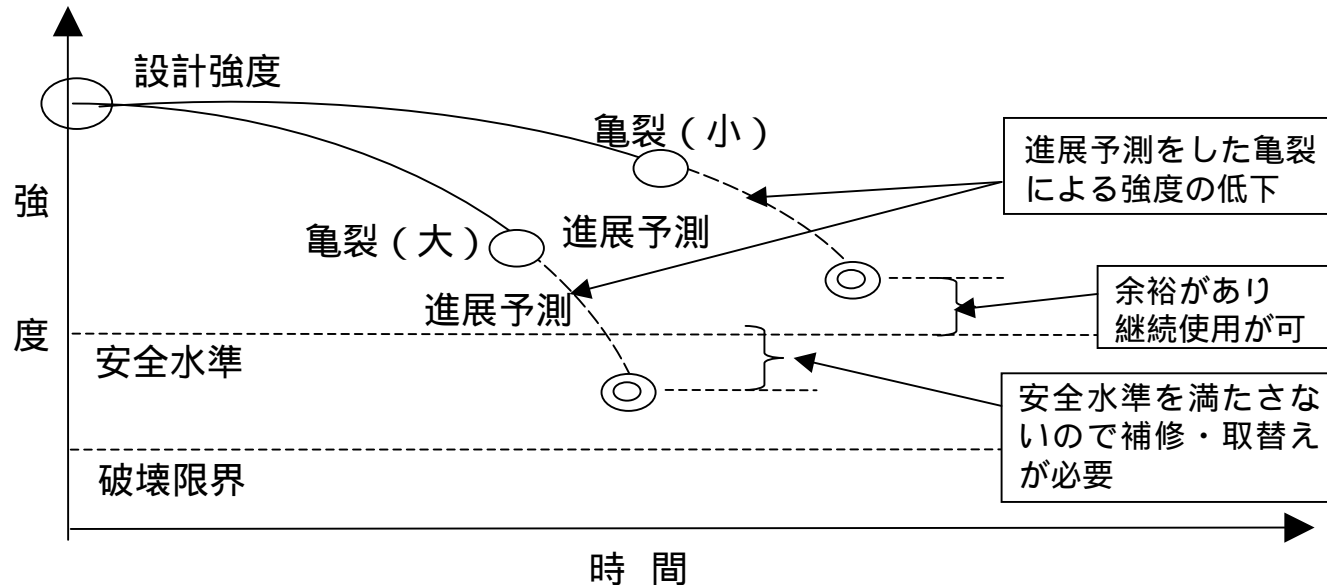 設計強度
亀裂（小）
進展予測をした亀裂
による強度の低下
強
度
亀裂（大）
進展予測
進展予測
余裕があり
継続使用が可
安全水準
安全水準を満たさな
いので補修・取替え
が必要
破壊限界
時 間